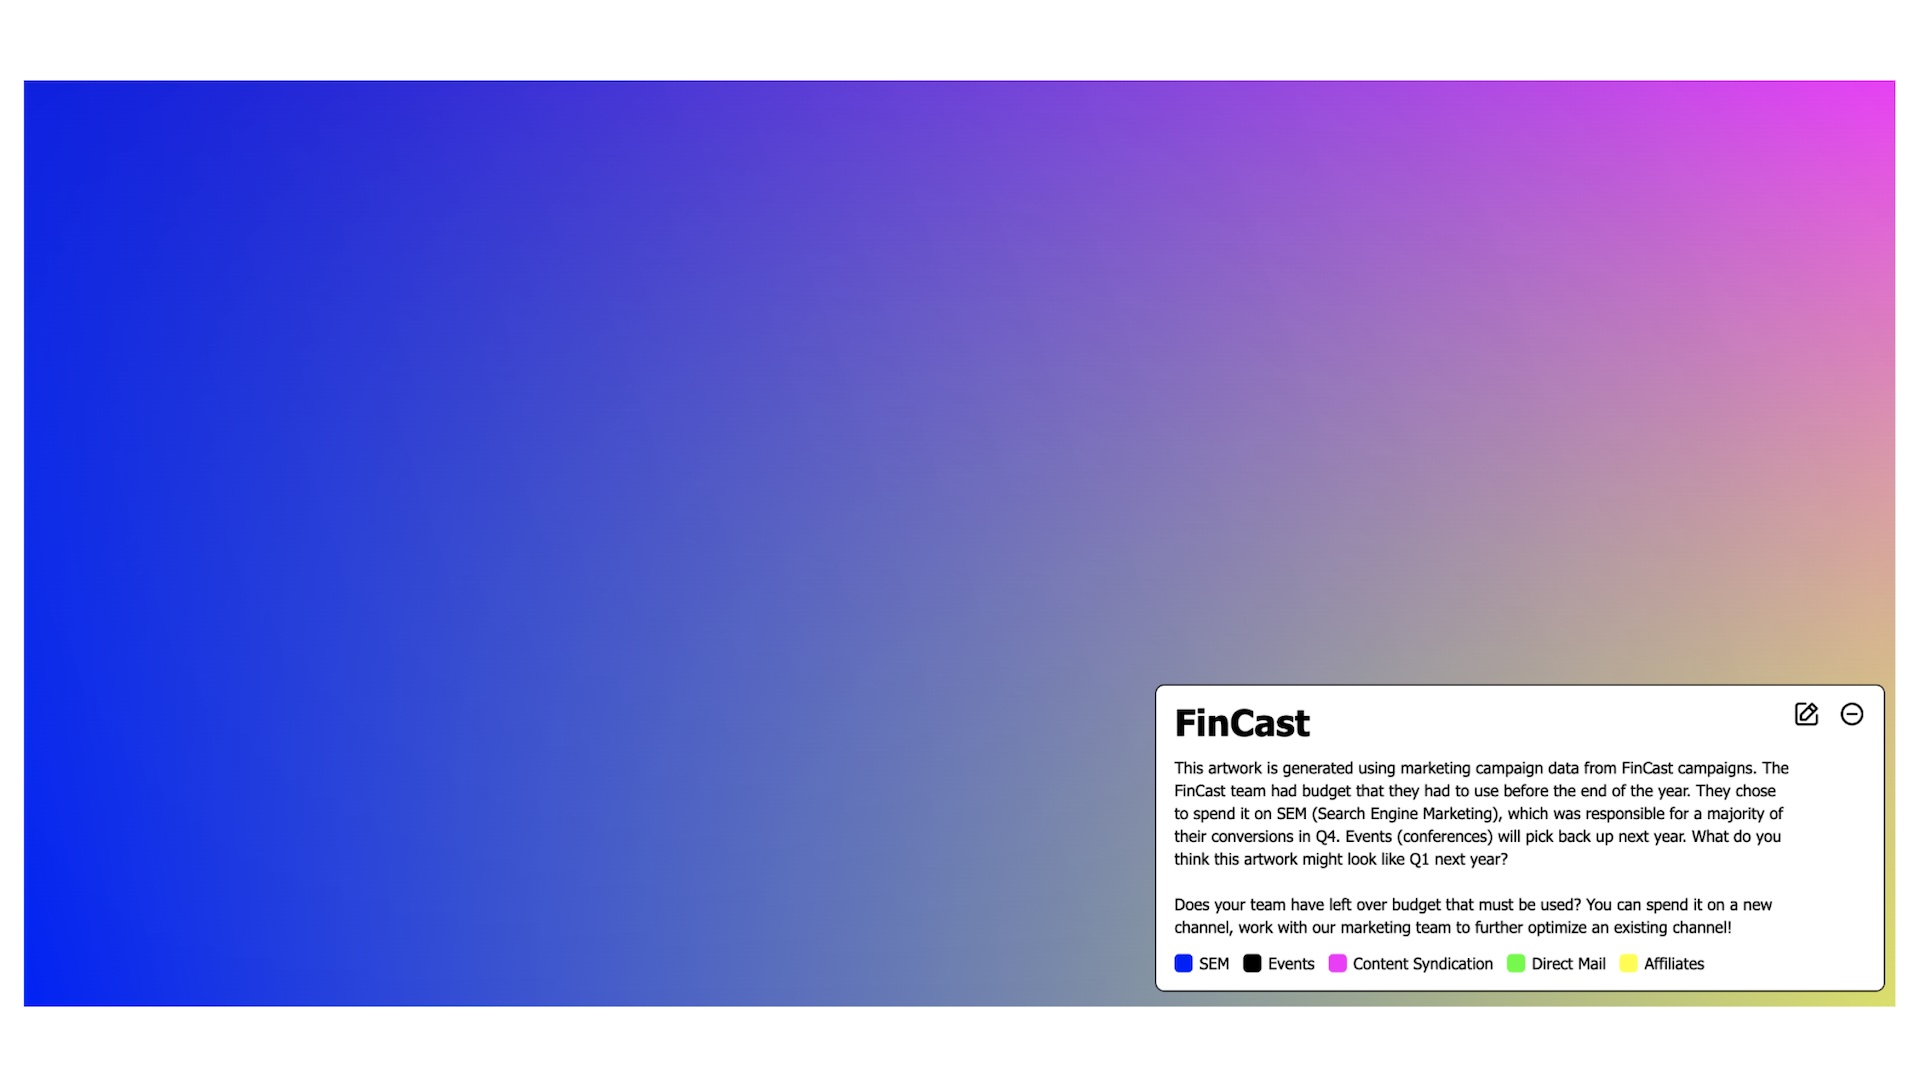 FinCast
This artwork is generated using marketing campaign data from FinCast campaigns. The
FinCast team had budget that they had to use before the end of the year. They chose
to spend it on SEM (Search Engine Marketing), which was responsible for a majority of
their conversions in Q4. Events (conferences) will pick back up next year. What do you
think this artwork might look like Q1 next year?
Does your team have left over budget that must be used? You can spend it on a new
channel, work with our marketing team to further optimize an existing channel!
SEM Events Content Syndication Direct Mail Affiliates